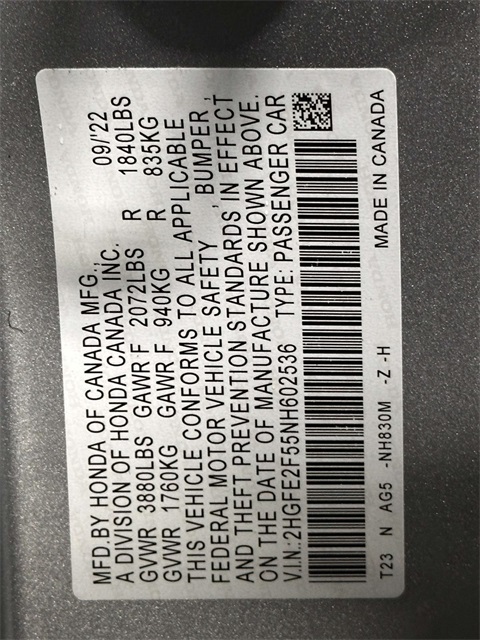 MFD.BY HONDA OF CANADA MFG., 09/'22
A DIVISION OF HONDA CANADA INC.
GVWR 3880LBS GAWR F 2072LBS R 1840LBS
GVWR 1760KG GAWR F 940KG R 835KG
THIS VEHICLE CONFORMS TO ALL APPLICABLE
FEDERAL MOTOR VEHICLE SAFETY, BUMPER,
AND THEFT PREVENTION STANDARDS IN EFFECT
ON THE DATE OF MANUFACTURE SHOWN ABOVE.
V.I.N.:2HGFE2F55NH602536 TYPE: PASSENGER CAR
T23 N AG5 -NH830M -Z -H MADE IN CANADA